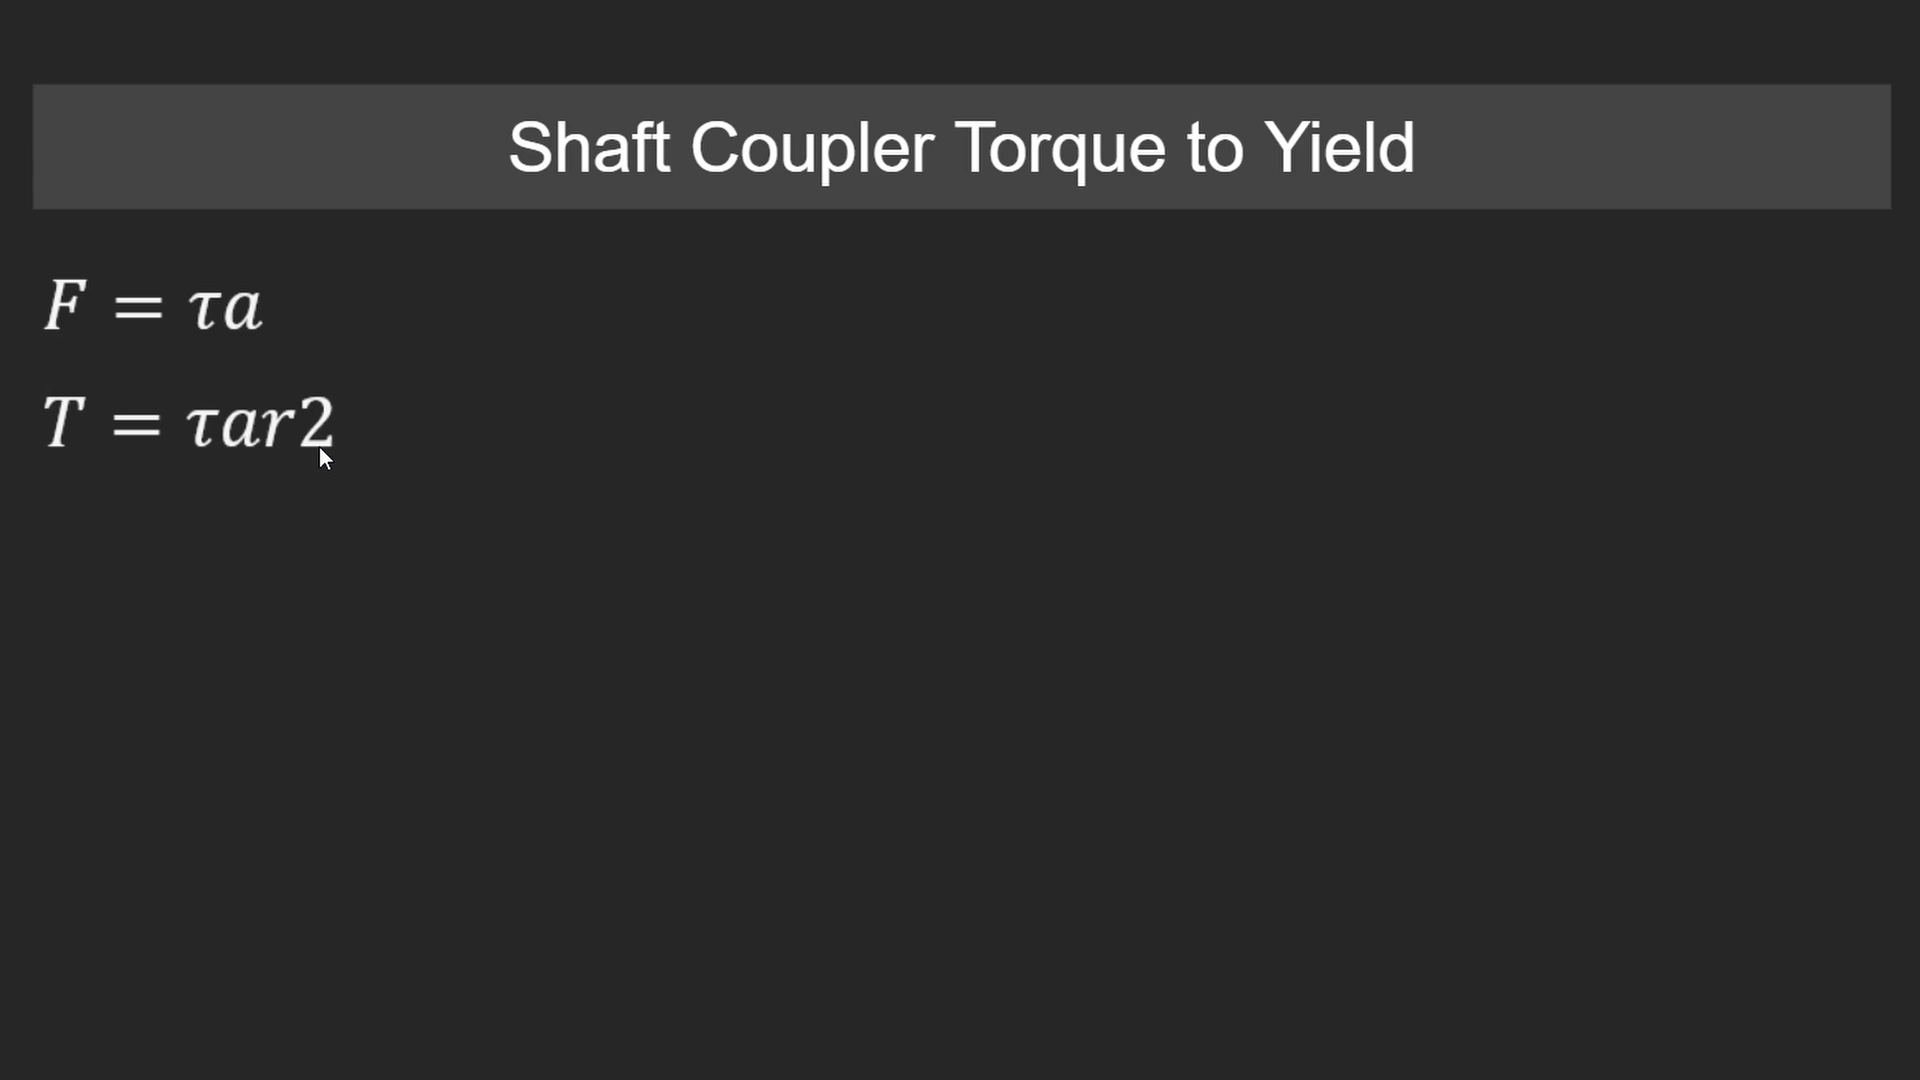 Shaft Coupler Torque to Yield
F = τa
T = τar2